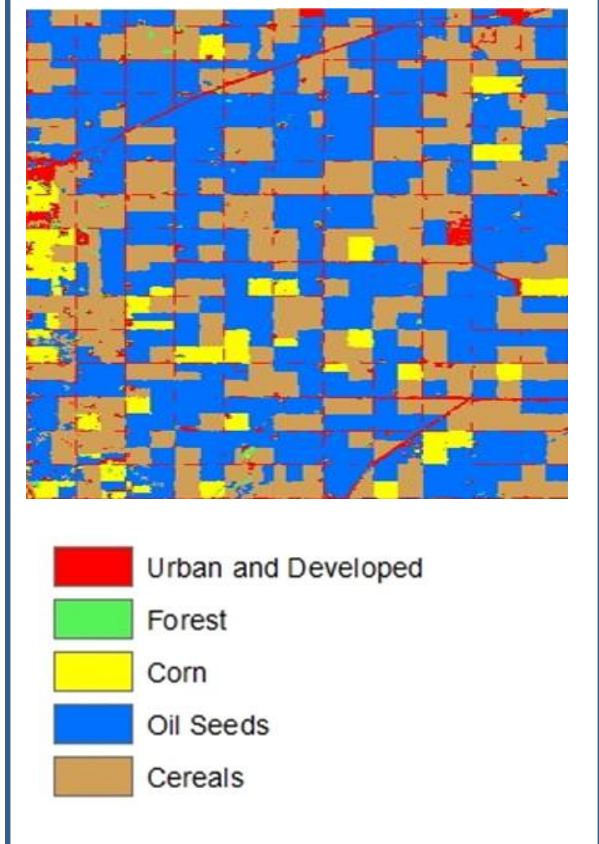 Urban and Developed
Forest
Corn
Oil Seeds
Cereals